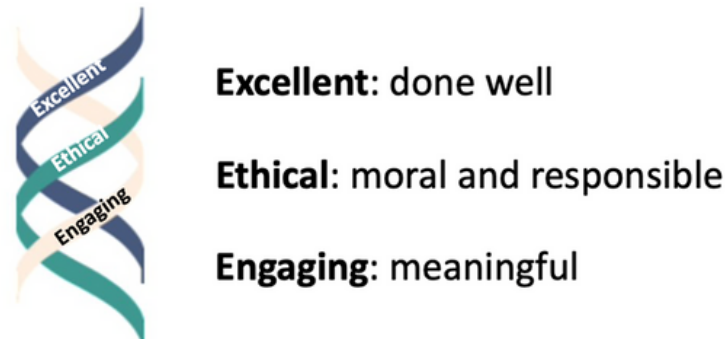 Excellent
Ethical
Engaging
Excellent: done well
Ethical: moral and responsible
Engaging: meaningful